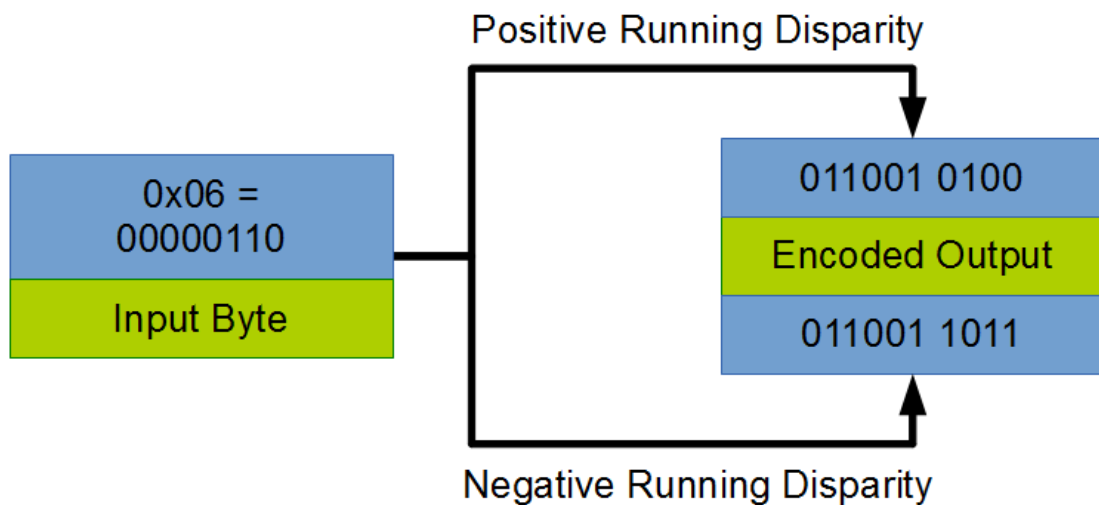 Positive Running Disparity
0x06 =
00000110
Input Byte
011001 0100
Encoded Output
011001 1011
Negative Running Disparity